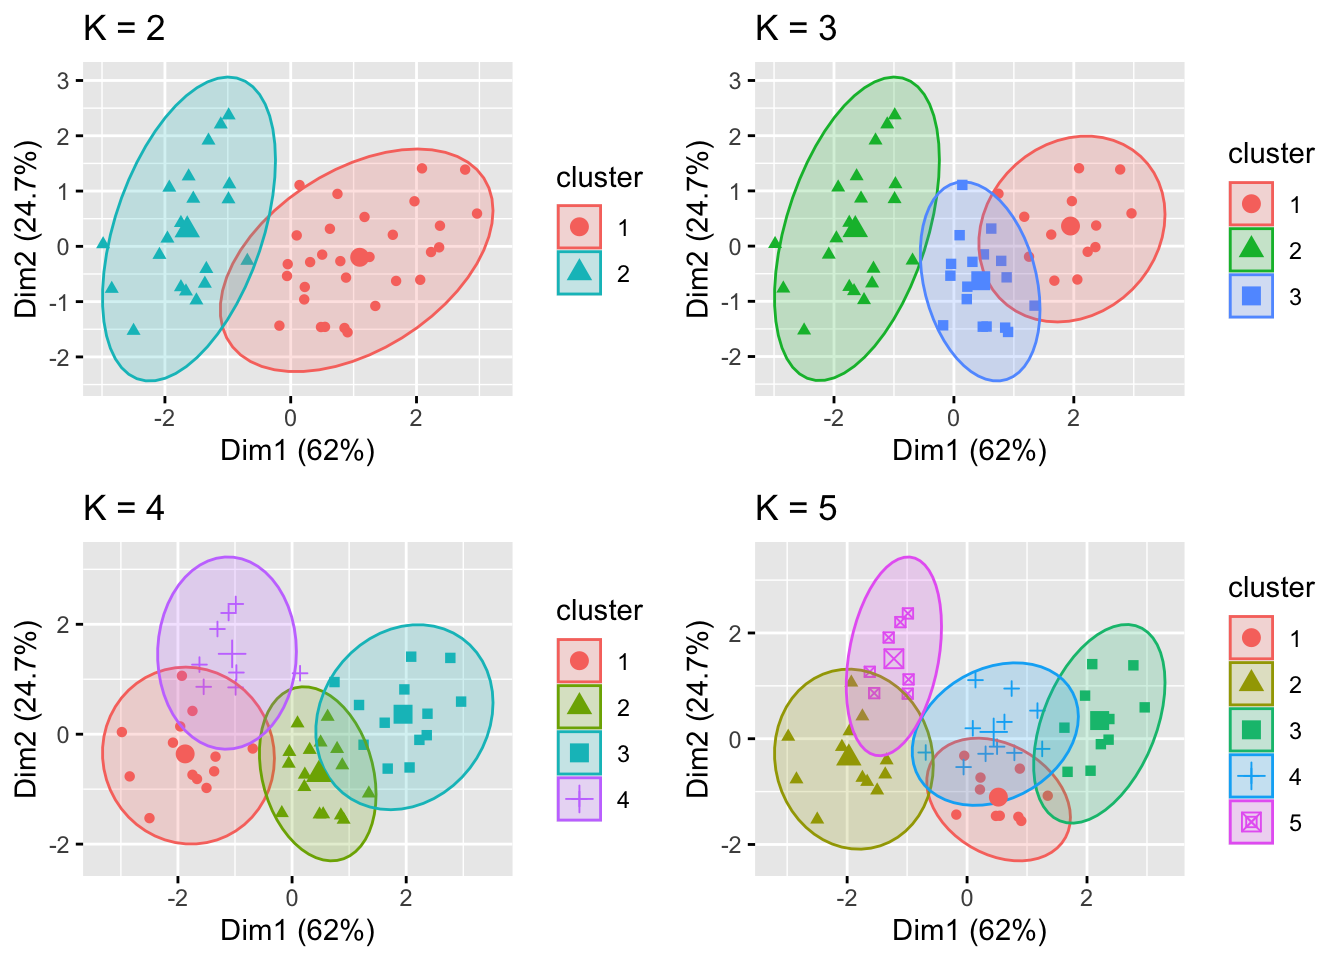 K = 2
3
2
1
0
-1
-2
-2
0
2
Dim2 (24.7%)
Dim1 (62%)
cluster
1
2
K = 3
3
2
1
0
-1
-2
-2
0
2
Dim2 (24.7%)
Dim1 (62%)
cluster
1
2
3
K = 4
2
0
-2
-2
0
2
Dim2 (24.7%)
Dim1 (62%)
cluster
1
2
3
4
K = 5
2
0
-2
-2
0
2
Dim2 (24.7%)
Dim1 (62%)
cluster
1
2
3
4
5